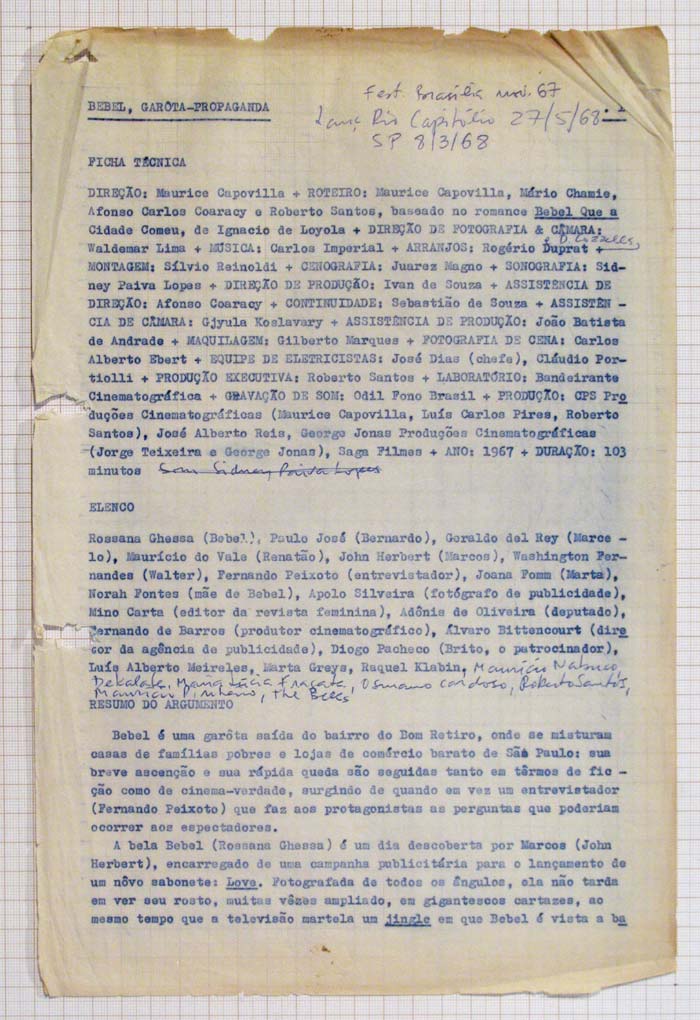 Fest. Brasília nov. 67
BEBEL, GARÔTA-PROPAGANDA
Lanç Rio Capitólio 27/5/68
SP 8/3/68
FICHA TÉCNICA
DIREÇÃO: Maurice Capovilla + ROTEIRO: Maurice Capovilla, Mário Chamie,
Afonso Carlos Coaracy e Roberto Santos, baseado no romance Bebel Que a
Cidade Comeu, de Ignacio de Loyola + DIREÇÃO DE FOTOGRAFIA & CÂMARA:
Waldemar Lima + MÚSICA: Carlos Imperial + ARRANJOS: Rogério Duprat +
MONTAGEM: Sílvio Reinoldi + CENOGRAFIA: Juarez Magno + SONOGRAFIA: Sid-
ney Paiva Lopes + DIREÇÃO DE PRODUÇÃO: Ivan de Souza + ASSISTÊNCIA DE
DIREÇÃO: Afonso Coaracy + CONTINUIDADE: Sebastião de Souza + ASSISTÊN -
CIA DE CÂMARA: Gjyula Koslavary + ASSISTÊNCIA DE PRODUÇÃO: João Batista
de Andrade + MAQUILAGEM: Gilberto Marques + FOTOGRAFIA DE CENA: Carlos
Alberto Ebert + EQUIPE DE ELETRICISTAS: José Dias (chefe), Cláudio Por-
tiolli + PRODUÇÃO EXECUTIVA: Roberto Santos + LABORATÓRIO: Bandeirante
Cinematográfica + GRAVAÇÃO DE SOM: Odil Fono Brasil + PRODUÇÃO: CPS Pro
duções Cinematográficas (Maurice Capovilla, Luís Carlos Pires, Roberto
Santos), José Alberto Reis, George Jonas Produções Cinematográficas
(Jorge Teixeira e George Jonas), Saga Filmes + ANO: 1967 + DURAÇÃO: 103
minutos Som Sidney Paiva Lopes
ELENCO
Rossana Ghessa (Bebel), Paulo José (Bernardo), Geraldo del Rey (Marce -
lo), Maurício do Vale (Renatão), John Herbert (Marcos), Washington Fer-
nandes (Walter), Fernando Peixoto (entrevistador), Joana Fomm (Marta),
Norah Fontes (mãe de Bebel), Apolo Silveira (fotógrafo de publicidade),
Mino Carta (editor da revista feminina), Adônis de Oliveira (deputado),
Fernando de Barros (produtor cinematográfico), Álvaro Bittencourt (dire
tor da agência de publicidade), Diogo Pacheco (Brito, o patrocinador),
Luís Alberto Meireles, Marta Greys, Raquel Klabin, Maurício Nabuco,
Dekalafe, Maria Lúcia Fragata, Osmano Cardoso, Roberto Santos,
Maurício Pinheiro, The Bells
RESUMO DO ARGUMENTO
Bebel é uma garôta saída do bairro do Bom Retiro, onde se misturam
casas de famílias pobres e lojas de comércio barato de São Paulo: sua
breve ascenção e sua rápida queda são seguidas tanto em têrmos de fic -
ção como de cinema-verdade, surgindo de quando em vez um entrevistador
(Fernando Peixoto) que faz aos protagonistas as perguntas que poderiam
ocorrer aos espectadores.
A bela Bebel (Rossana Ghessa) é um dia descoberta por Marcos (John
Herbert), encarregado de uma campanha publicitária para o lançamento de
um nôvo sabonete: Love. Fotografada de todos os ângulos, ela não tarda
em ver seu rosto, muitas vêzes ampliado, em gigantescos cartazes, ao
mesmo tempo que a televisão martela um jingle em que Bebel é vista a ba